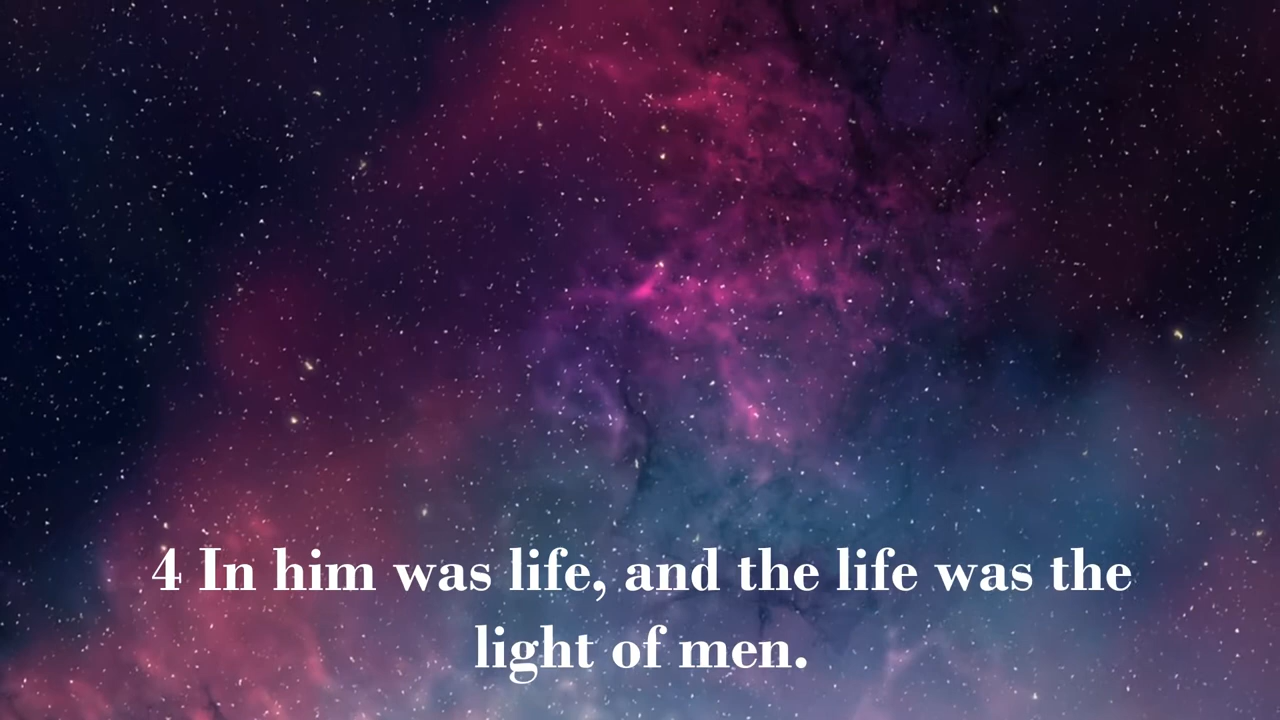 4 In him was life, and the life was the
light of men.